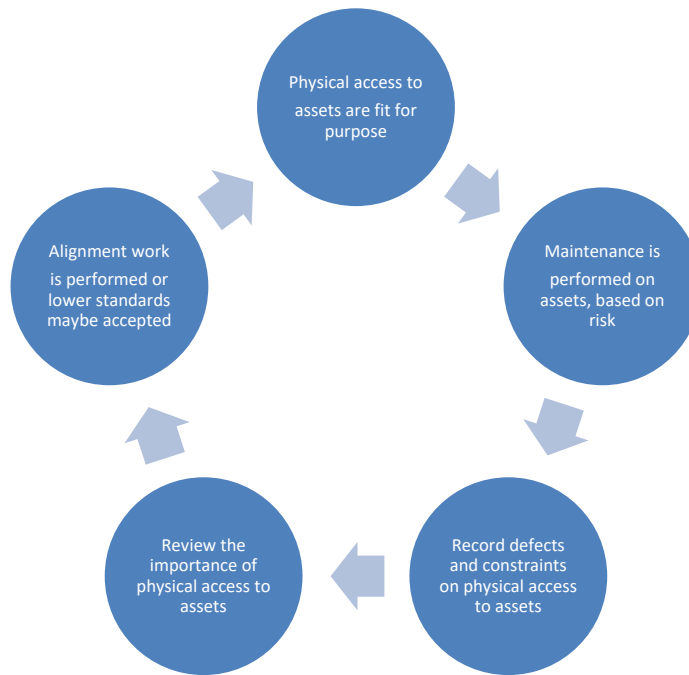 Physical access to
assets are fit for
purpose
Maintenance is
performed on
assets, based on
risk
Record defects
and constraints
on physical access
to assets
Review the
importance of
physical access to
assets
Alignment work
is performed or
lower standards
maybe accepted